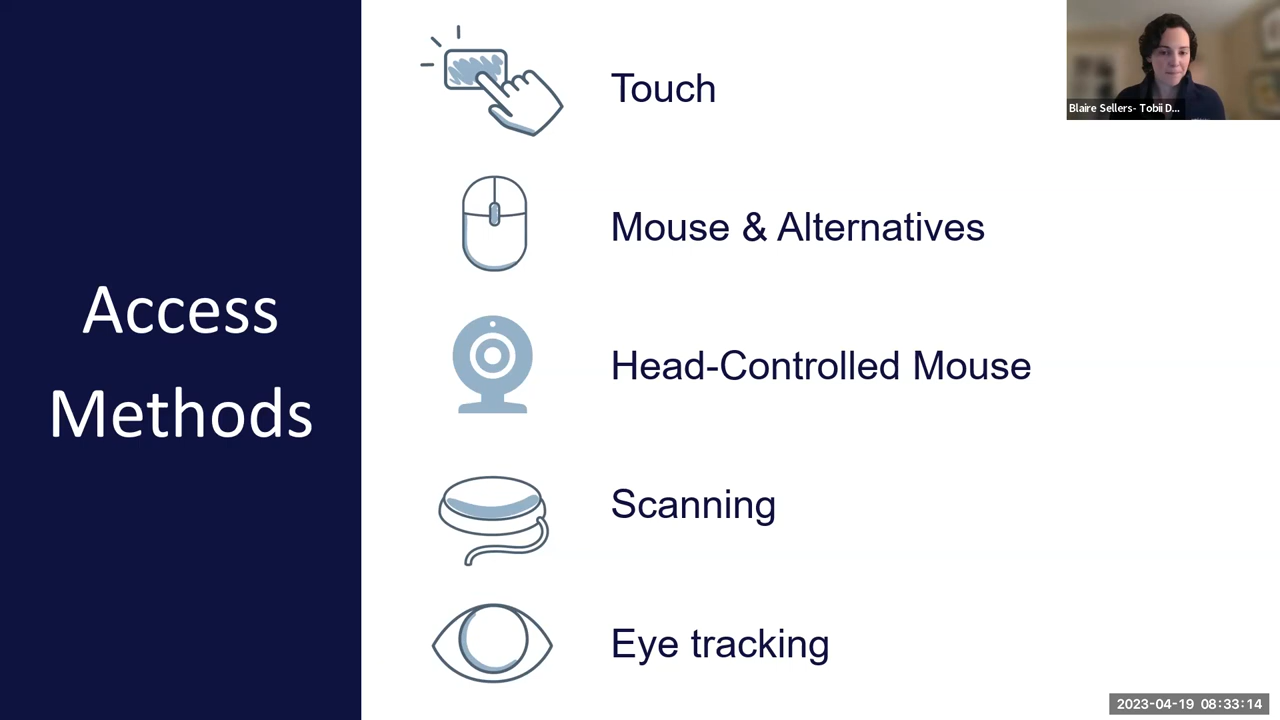 Access
Methods
Touch
Mouse & Alternatives
Head-Controlled Mouse
Scanning
Eye tracking
Blaire Sellers- Tobii D...
2023-04-19 08:33:14